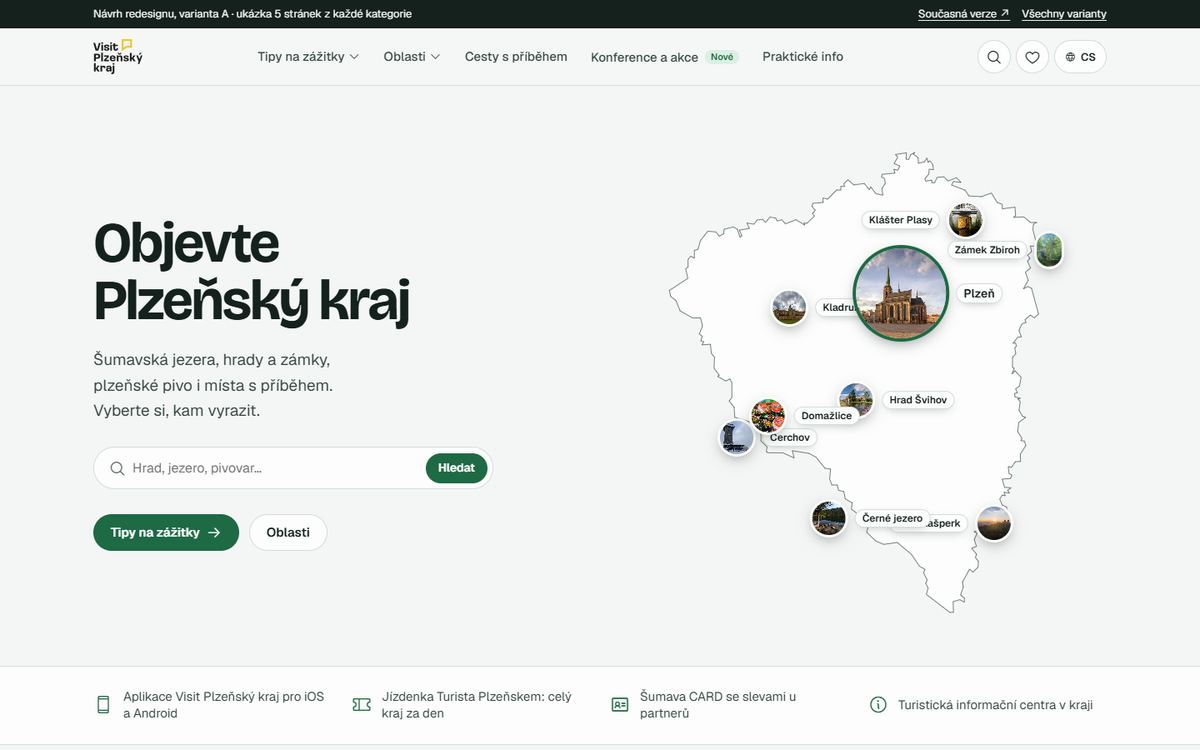 Návrh redesignu, varianta A · ukázka 5 stránek z každé kategorie
Současná verze ↗
Všechny varianty
Visit
Plzeňský
kraj
Tipy na zážitky
Oblasti
Cesty s příběhem
Konference a akce
Nové
Praktické info
CS
Objevte
Plzeňský kraj
Šumavská jezera, hrady a zámky,
plzeňské pivo i místa s příběhem.
Vyberte si, kam vyrazit.
Hrad, jezero, pivovar...
Hledat
Tipy na zážitky →
Oblasti
Klášter Plasy
Zámek Zbiroh
Plzeň
Hrad Švihov
Domažlice
Čerchov
Černé jezero
Aplikace Visit Plzeňský kraj pro iOS
a Android
Jízdenka Turista Plzeňskem: celý
kraj za den
Šumava CARD se slevami u
partnerů
Turistická informační centra v kraji